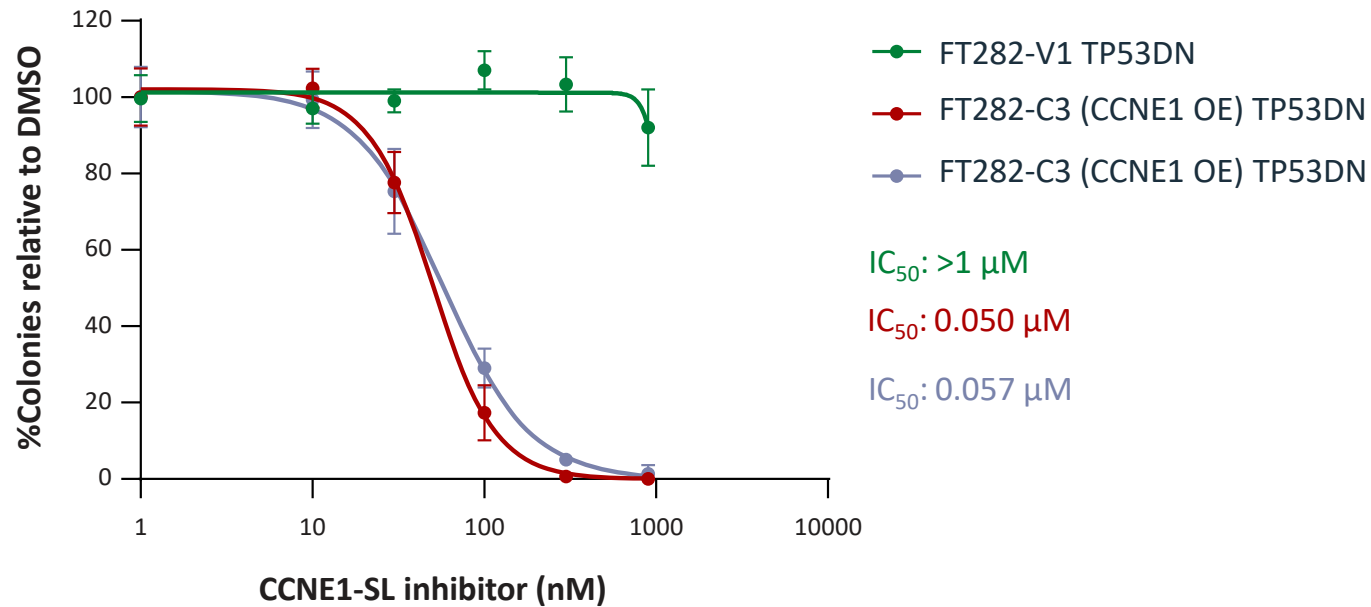 %Colonies relative to DMSO
120
100
80
60
40
20
0
1
10
100
1000
10000
CCNE1-SL inhibitor (nM)
FT282-V1 TP53DN
FT282-C3 (CCNE1 OE) TP53DN
FT282-C3 (CCNE1 OE) TP53DN
IC₅₀: >1 µM
IC₅₀: 0.050 µM
IC₅₀: 0.057 µM